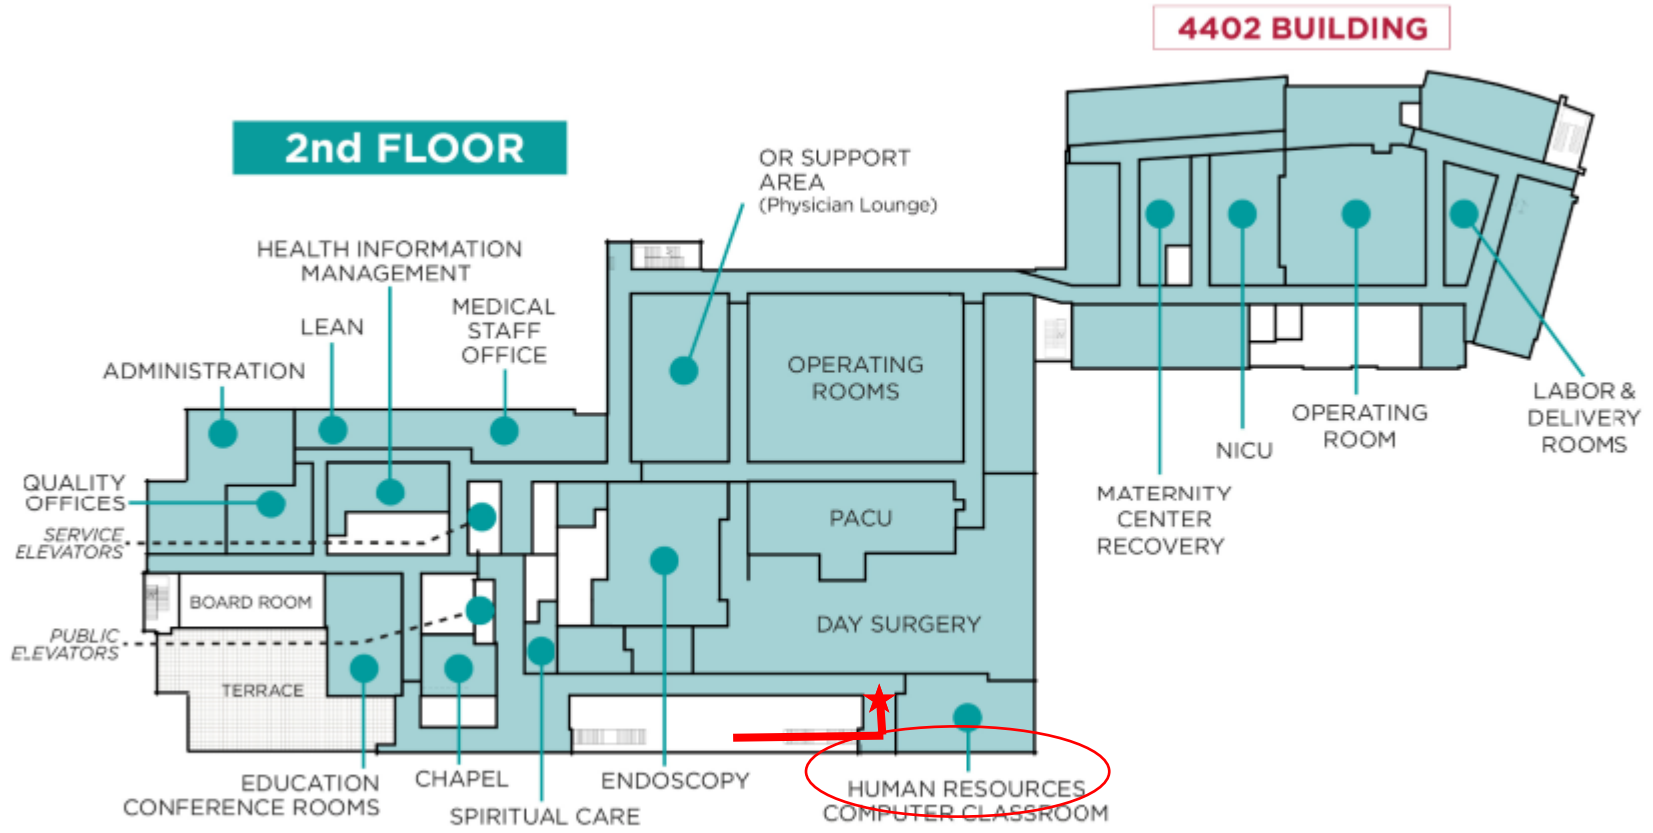 4402 BUILDING
2nd FLOOR
OR SUPPORT
AREA
(Physician Lounge)
HEALTH INFORMATION
MANAGEMENT
MEDICAL
STAFF
OFFICE
LEAN
ADMINISTRATION
QUALITY
OFFICES
SERVICE
ELEVATORS
BOARD ROOM
PUBLIC
ELEVATORS
TERRACE
OPERATING
ROOMS
PACU
DAY SURGERY
LABOR &
DELIVERY
ROOMS
OPERATING
ROOM
NICU
MATERNITY
CENTER
RECOVERY
EDUCATION
CONFERENCE ROOMS
CHAPEL
SPIRITUAL CARE
ENDOSCOPY
HUMAN RESOURCES
COMPUTER CLASSROOM